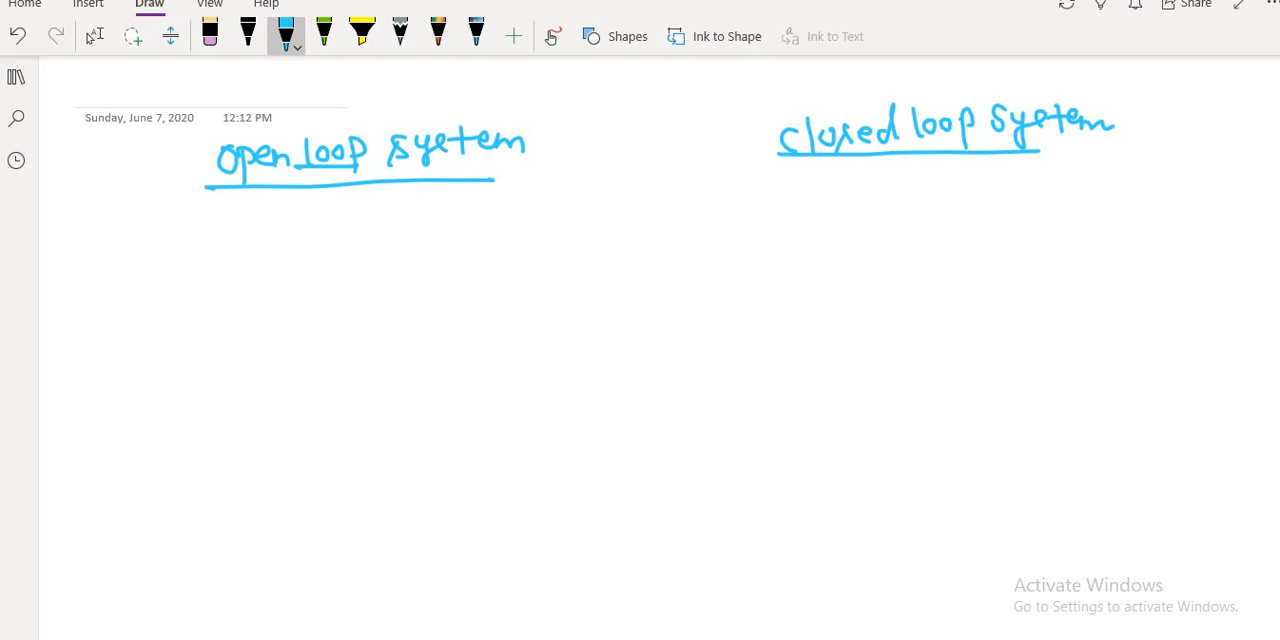 Home Insert Draw View Help Share
Shapes Ink to Shape Ink to Text
Sunday, June 7, 2020 12:12 PM
open loop system
closed loop system
Activate Windows
Go to Settings to activate Windows.